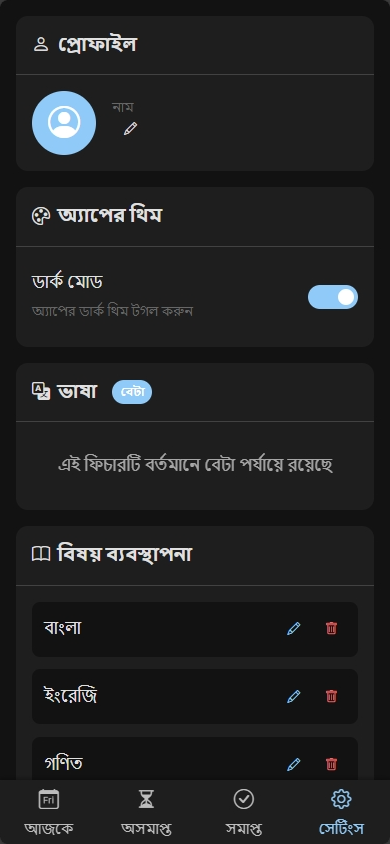 প্রোফাইল
নাম
অ্যাপের থিম
ডার্ক মোড
অ্যাপের ডার্ক থিম টগল করুন
ভাষা বেটা
এই ফিচারটি বর্তমানে বেটা পর্যায়ে রয়েছে
বিষয় ব্যবস্থাপনা
বাংলা
ইংরেজি
গণিত
Fri
আজকে অসমাপ্ত সমাপ্ত সেটিংস